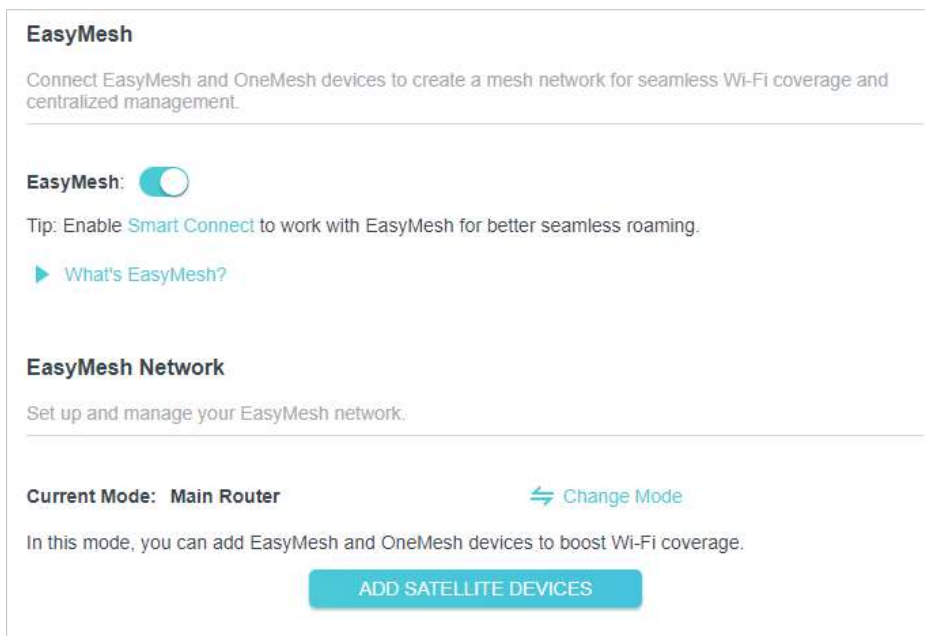 EasyMesh
Connect EasyMesh and OneMesh devices to create a mesh network for seamless Wi-Fi coverage and
centralized management.
EasyMesh:
Tip: Enable Smart Connect to work with EasyMesh for better seamless roaming.
What's EasyMesh?
EasyMesh Network
Set up and manage your EasyMesh network.
Current Mode: Main Router Change Mode
In this mode, you can add EasyMesh and OneMesh devices to boost Wi-Fi coverage.
ADD SATELLITE DEVICES